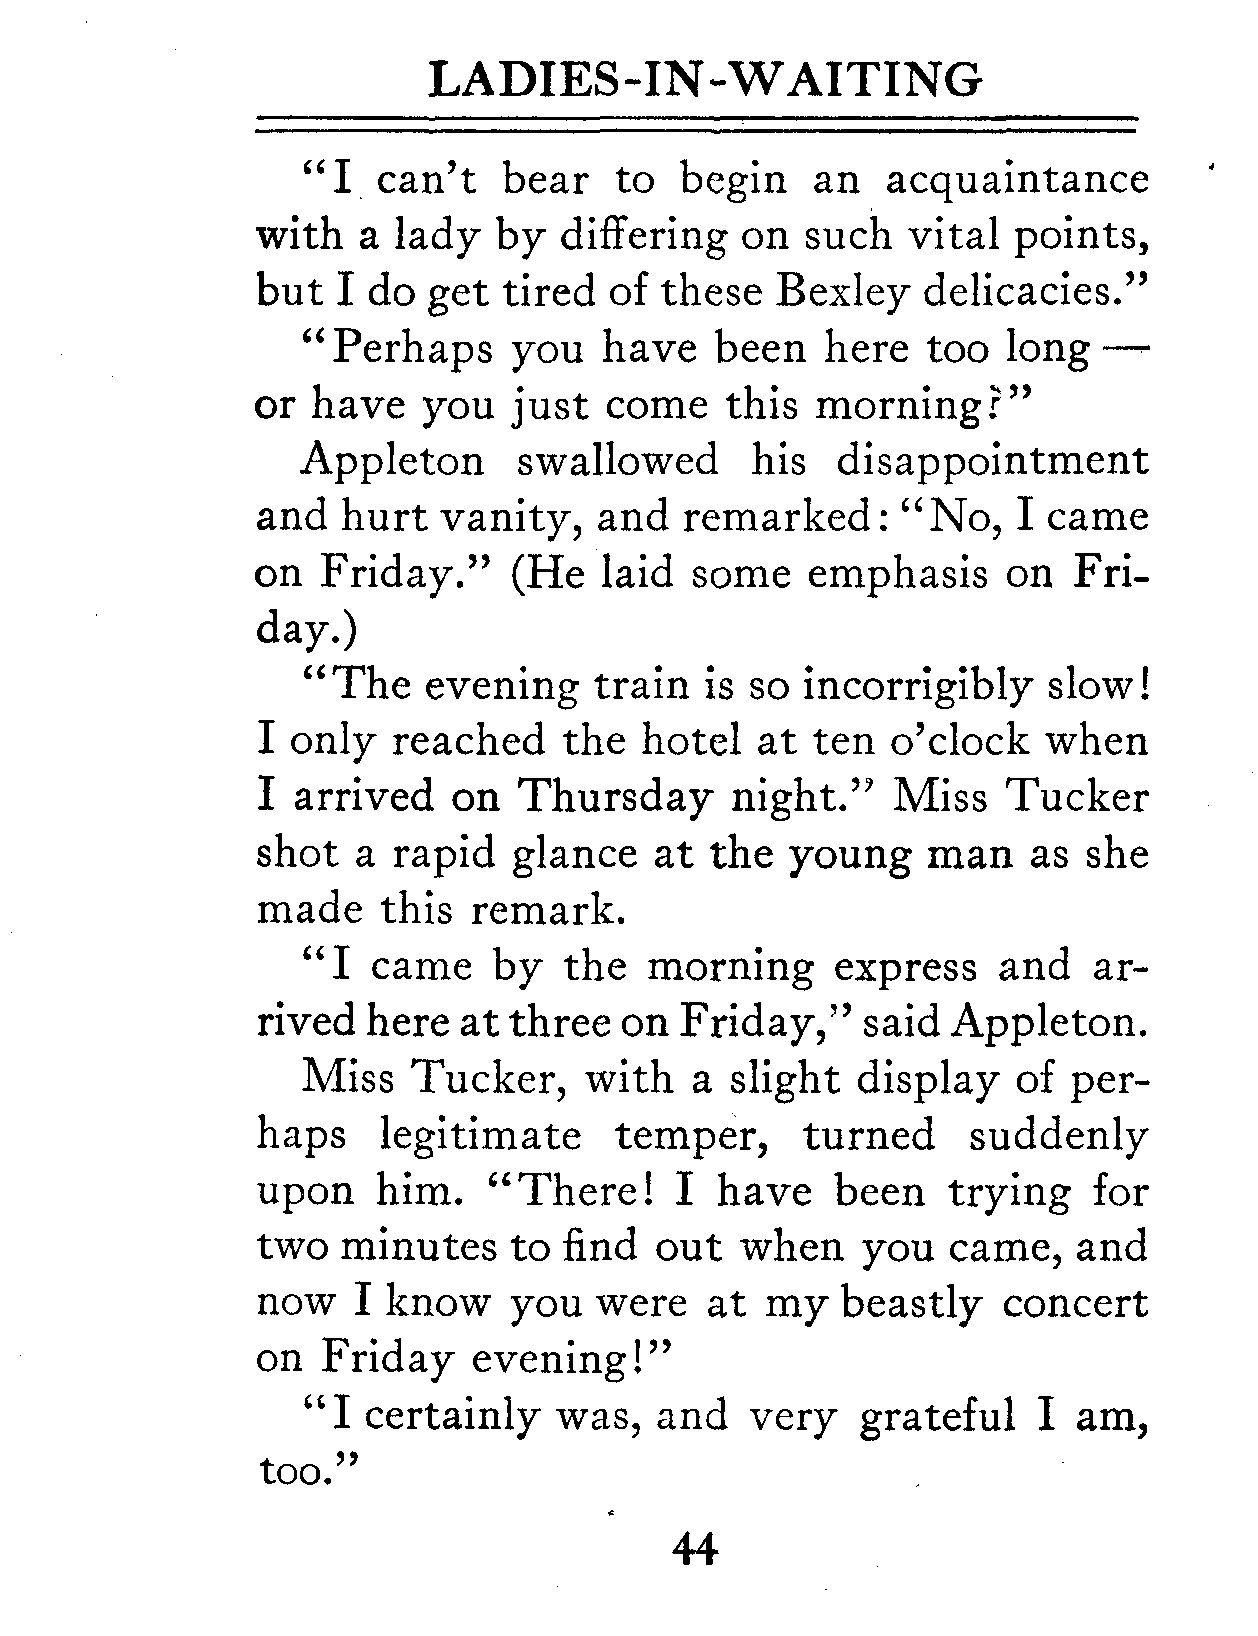 LADIES-IN-WAITING
“I can’t bear to begin an acquaintance
with a lady by differing on such vital points,
but I do get tired of these Bexley delicacies.”
“Perhaps you have been here too long —
or have you just come this morning?”
Appleton swallowed his disappointment
and hurt vanity, and remarked: “No, I came
on Friday.” (He laid some emphasis on Fri-
day.)
“The evening train is so incorrigibly slow!
I only reached the hotel at ten o’clock when
I arrived on Thursday night.” Miss Tucker
shot a rapid glance at the young man as she
made this remark.
“I came by the morning express and ar-
rived here at three on Friday,” said Appleton.
Miss Tucker, with a slight display of per-
haps legitimate temper, turned suddenly
upon him. “There! I have been trying for
two minutes to find out when you came, and
now I know you were at my beastly concert
on Friday evening!”
“I certainly was, and very grateful I am,
too.”
44